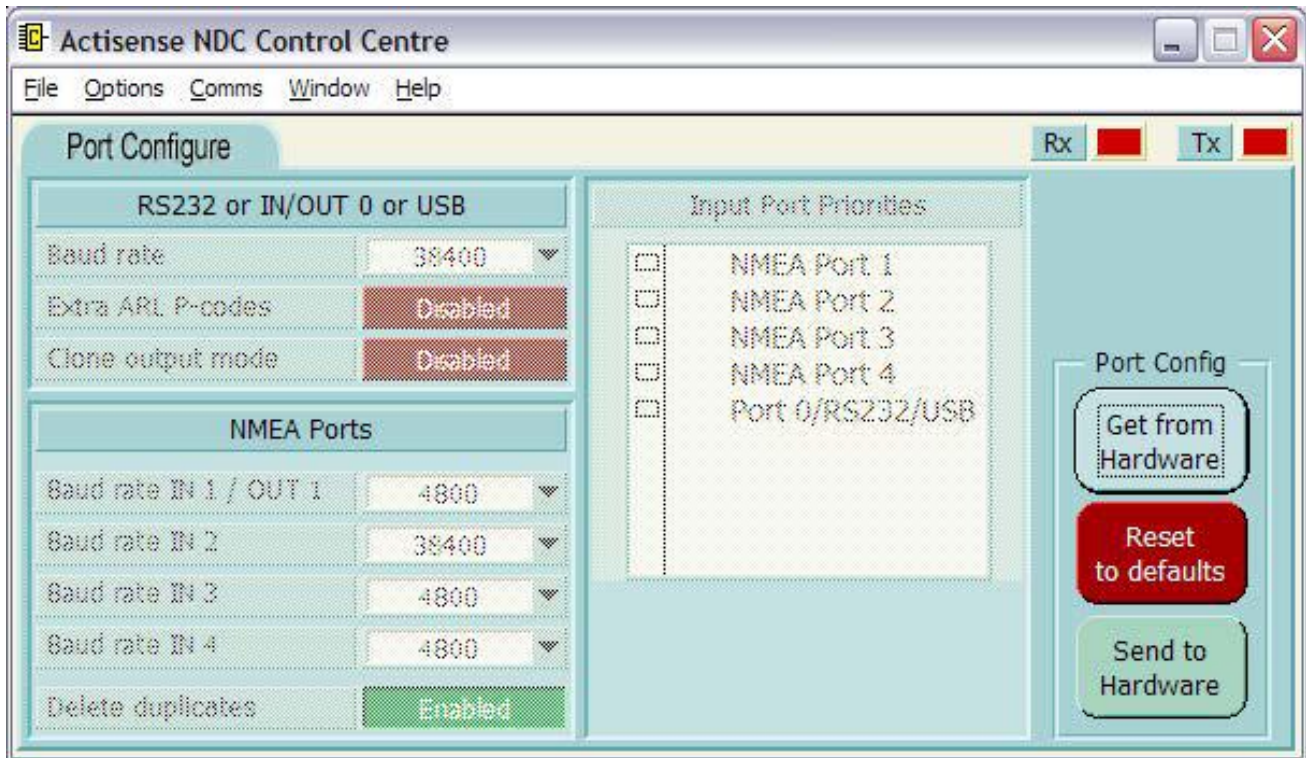 Actisense NDC Control Centre
File Options Comms Window Help
Port Configure
Rx Tx
RS232 or IN/OUT 0 or USB
Baud rate 38400
Extra ARL P-codes Disabled
Clone output mode Disabled
NMEA Ports
Baud rate IN 1 / OUT 1 4800
Baud rate IN 2 38400
Baud rate IN 3 4800
Baud rate IN 4 4800
Delete duplicates Enabled
Input Port Priorities
NMEA Port 1
NMEA Port 2
NMEA Port 3
NMEA Port 4
Port 0/RS232/USB
Port Config
Get from
Hardware
Reset
to defaults
Send to
Hardware